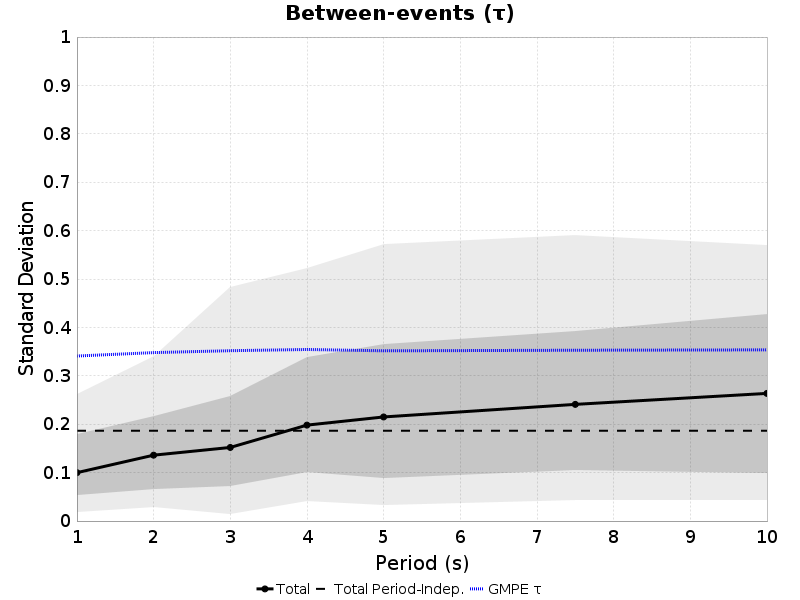 Between-events (τ)
1
0.9
0.8
0.7
0.6
0.5
0.4
0.3
0.2
0.1
0
Standard Deviation
1 2 3 4 5 6 7 8 9 10
Period (s)
Total Total Period-Indep. GMPE τ